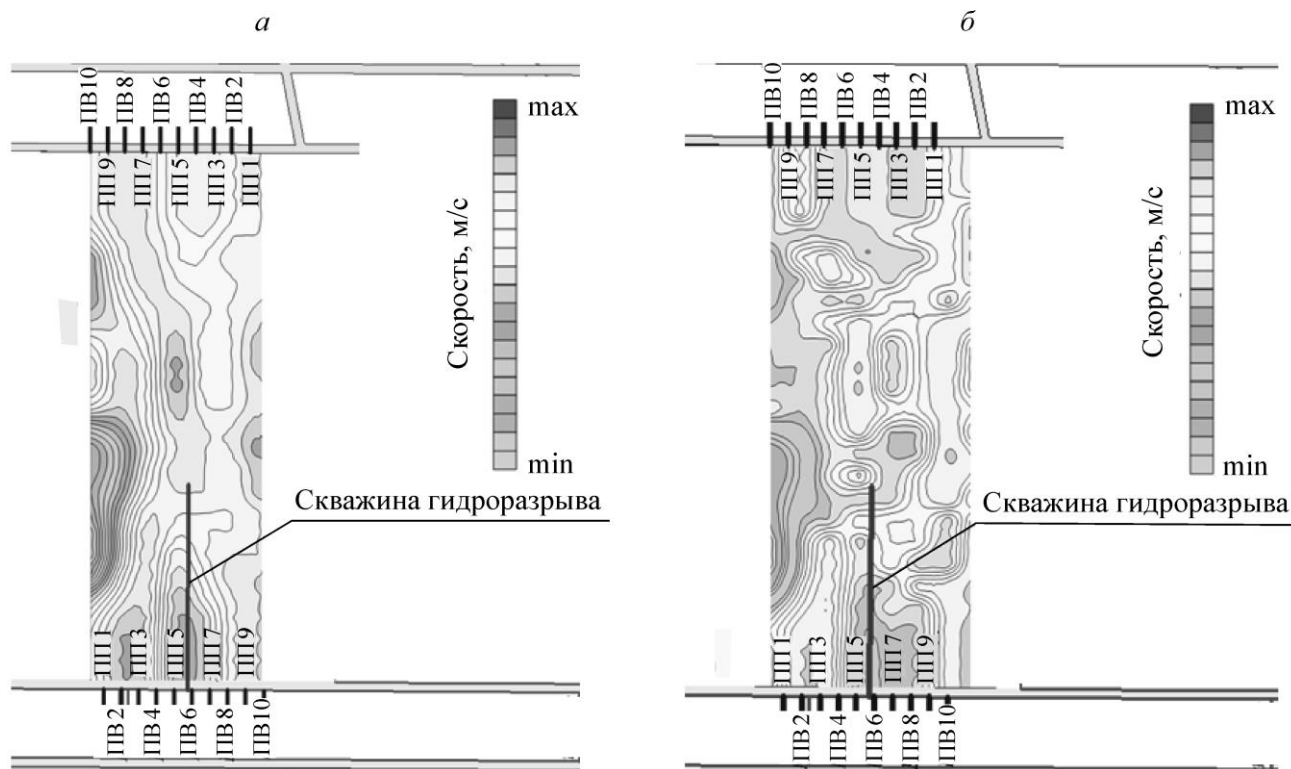 а
ПВ10 ПВ8 ПВ6 ПВ4 ПВ2
ПП9 ПП7 ПП5 ПП3 ПП1
Скорость, м/с
max
min
Скважина гидроразрыва
ПП1 ПП3 ПП5 ПП7 ПП9
ПВ2 ПВ4 ПВ6 ПВ8 ПВ10
б
ПВ10 ПВ8 ПВ6 ПВ4 ПВ2
ПП9 ПП7 ПП5 ПП3 ПП1
Скорость, м/с
max
min
Скважина гидроразрыва
ПП1 ПП3 ПП5 ПП7 ПП9
ПВ2 ПВ4 ПВ6 ПВ8 ПВ10